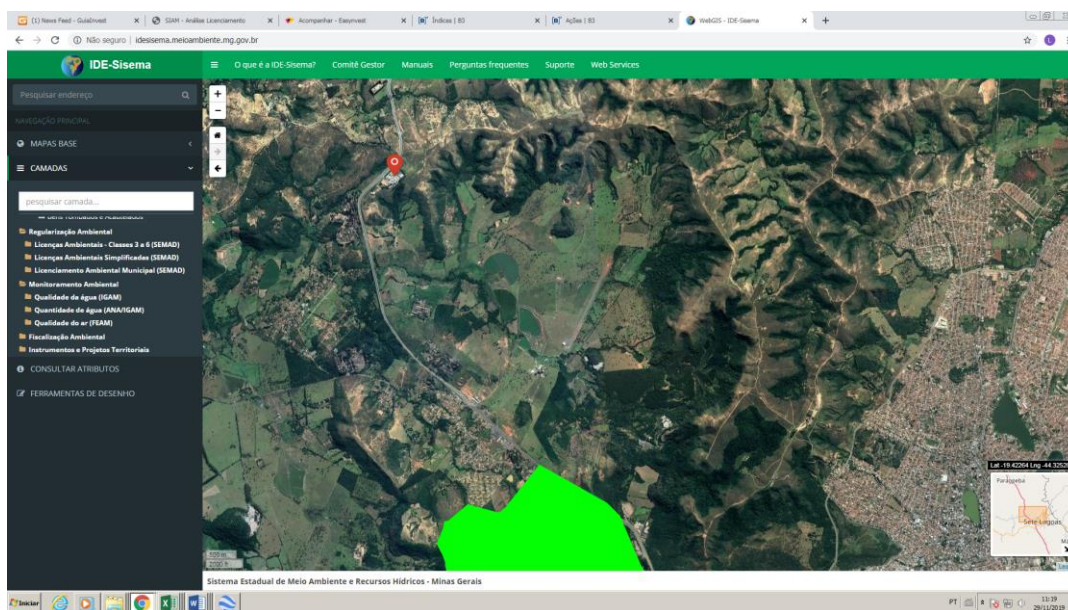 (1) News Feed - GuiaInvest
SIAM - Análise Licenciamento
Acompanhar - Easynvest
Índices | B3
Ações | B3
WebGIS - IDE-Sisema
Não seguro | idesisema.meioambiente.mg.gov.br
IDE-Sisema
O que é a IDE-Sisema? Comitê Gestor Manuais Perguntas frequentes Suporte Web Services
Pesquisar endereço
NAVEGAÇÃO PRINCIPAL
MAPAS BASE
CAMADAS
pesquisar camada...
Regularização Ambiental
Licenças Ambientais - Classes 3 a 6 (SEMAD)
Licenças Ambientais Simplificadas (SEMAD)
Licenciamento Ambiental Municipal (SEMAD)
Monitoramento Ambiental
Qualidade da água (IGAM)
Quantidade de água (ANA/IGAM)
Qualidade do ar (FEAM)
Fiscalização Ambiental
Instrumentos e Projetos Territoriais
CONSULTAR ATRIBUTOS
FERRAMENTAS DE DESENHO
Lat -19.42264 Lng -44.3252
Paraopeba
Sete Lagoas
Sistema Estadual de Meio Ambiente e Recursos Hídricos - Minas Gerais
Iniciar
PT
11:19
29/11/2019